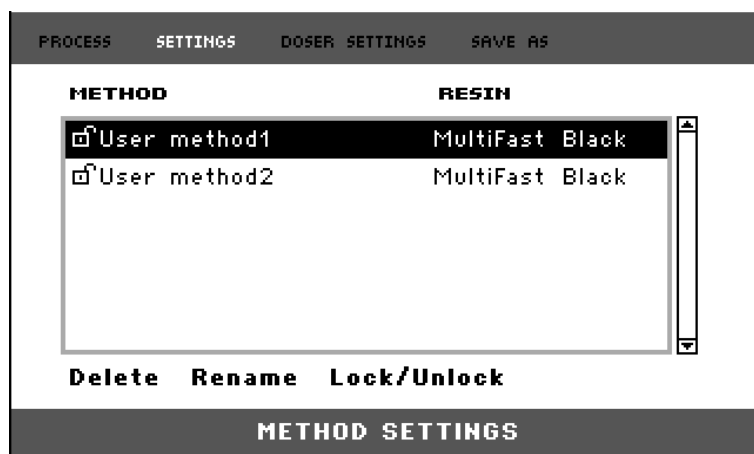 PROCESS SETTINGS DOSER SETTINGS SAVE AS
METHOD RESIN
User method1 MultiFast Black
User method2 MultiFast Black
Delete Rename Lock/Unlock
METHOD SETTINGS